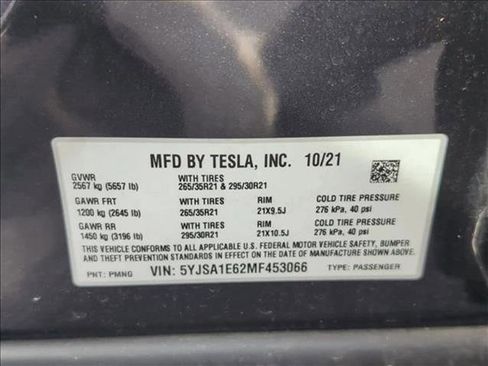 MFD BY TESLA, INC. 10/21
GVWR WITH TIRES
2567 kg (5657 lb) 265/35R21 & 295/30R21
GAWR FRT WITH TIRES RIM COLD TIRE PRESSURE
1200 kg (2645 lb) 265/35R21 21X9.5J 276 kPa, 40 psi
GAWR RR WITH TIRES RIM COLD TIRE PRESSURE
1450 kg (3196 lb) 295/30R21 21X10.5J 276 kPa, 40 psi
THIS VEHICLE CONFORMS TO ALL APPLICABLE U.S. FEDERAL MOTOR VEHICLE SAFETY, BUMPER
AND THEFT PREVENTION STANDARDS IN EFFECT ON THE DATE OF MANUFACTURE SHOWN ABOVE.
PNT: PMNG VIN: 5YJSA1E62MF453066 TYPE: PASSENGER